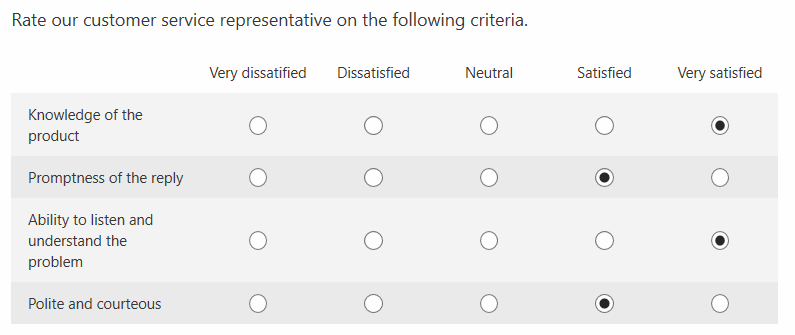 Rate our customer service representative on the following criteria.
Very dissatified Dissatisfied Neutral Satisfied Very satisfied
Knowledge of the
product
Promptness of the reply
Ability to listen and
understand the
problem
Polite and courteous